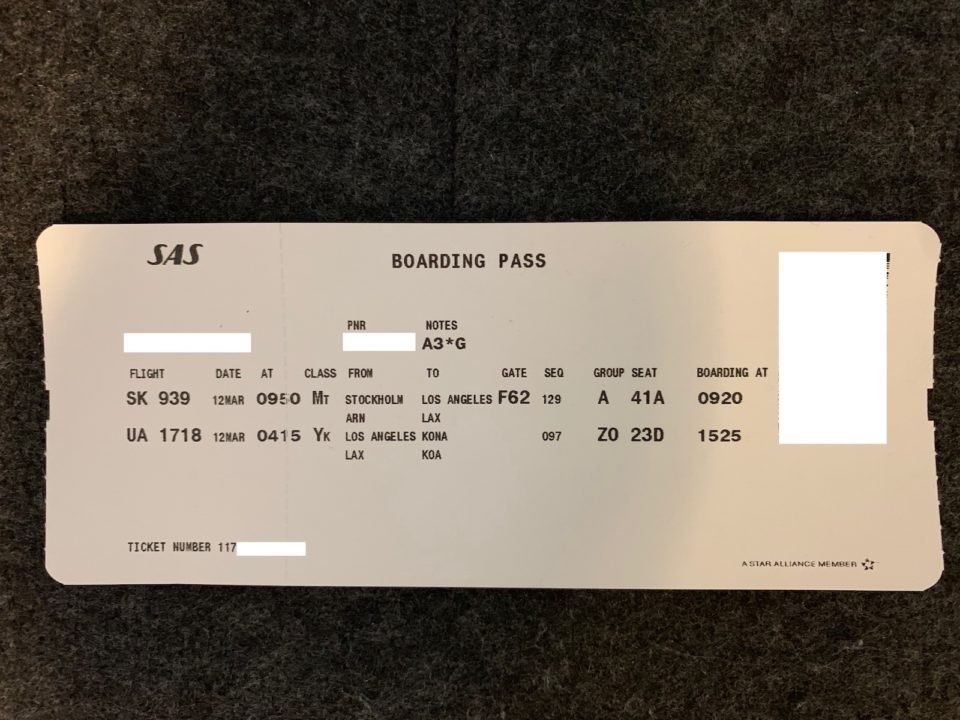 SAS
BOARDING PASS
PNR NOTES
A3*G
FLIGHT DATE AT CLASS FROM TO GATE SEQ GROUP SEAT BOARDING AT
SK 939 12MAR 0950 MT STOCKHOLM LOS ANGELES F62 129 A 41A 0920
ARN LAX
UA 1718 12MAR 0415 YK LOS ANGELES KONA 097 ZO 23D 1525
LAX KOA
TICKET NUMBER 117
A STAR ALLIANCE MEMBER